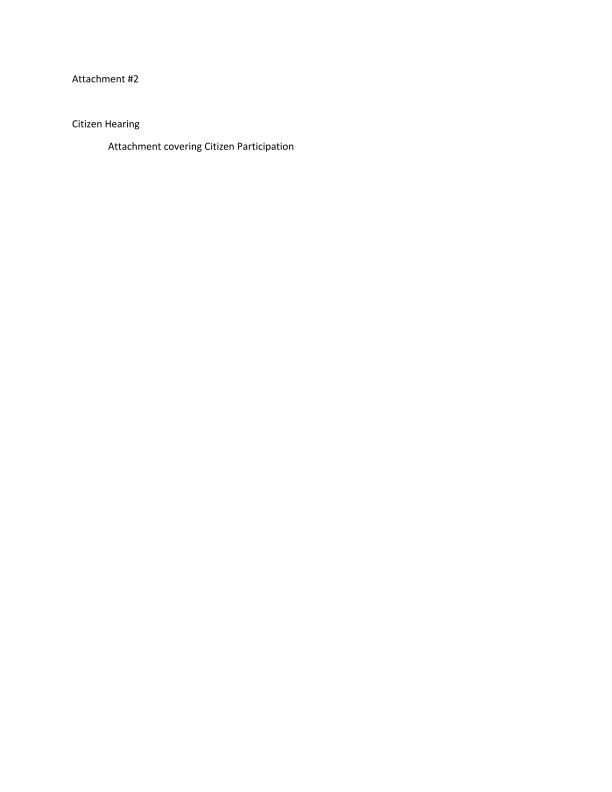 Attachment #2
Citizen Hearing
Attachment covering Citizen Participation